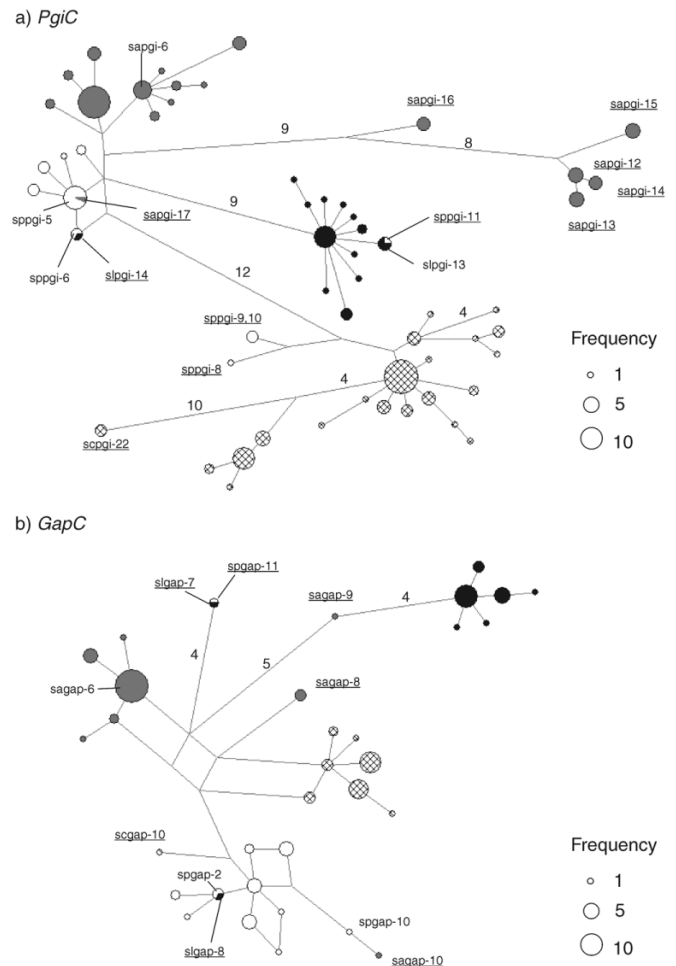 a) PgiC
sapgi-6
sapgi-16
sapgi-15
9
8
sapgi-12
sapgi-14
sapgi-13
sppgi-5
sapgi-17
9
sppgi-11
sppgi-6
slpgi-14
slpgi-13
12
sppgi-9,10
4
Frequency
sppgi-8
1
4
5
10
10
scpgi-22
b) GapC
spgap-11
slgap-7
sagap-9
4
4
5
sagap-6
sagap-8
scgap-10
Frequency
spgap-2
1
spgap-10
5
slgap-8
sagap-10
10